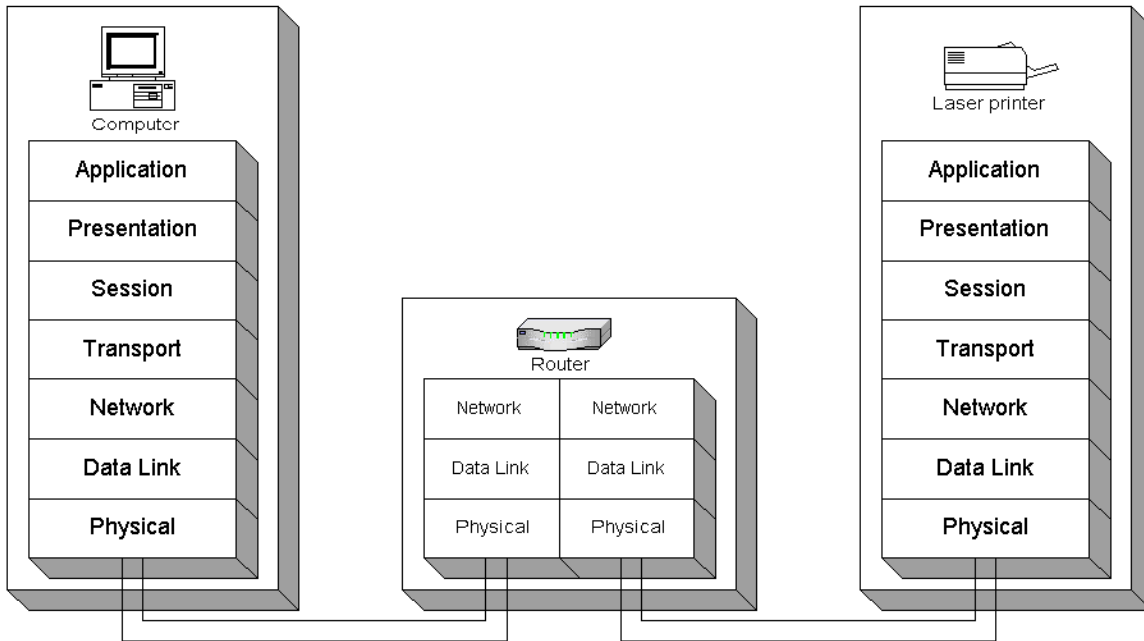 Computer
Application
Presentation
Session
Transport
Network
Data Link
Physical
Router
Network Network
Data Link Data Link
Physical Physical
Laser printer
Application
Presentation
Session
Transport
Network
Data Link
Physical